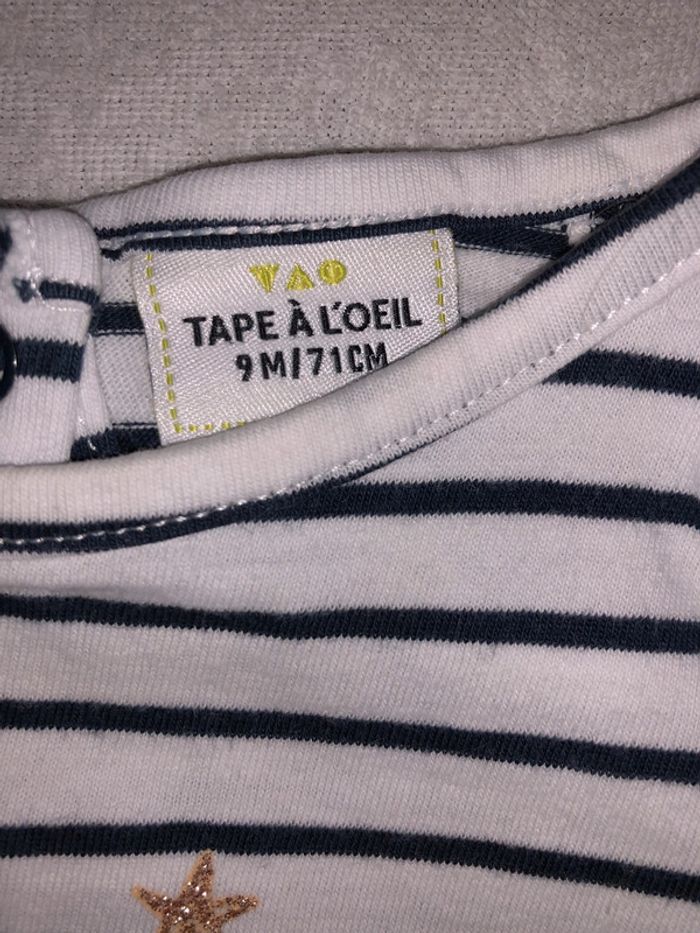 TAO
TAPE À L'OEIL
9M/71CM